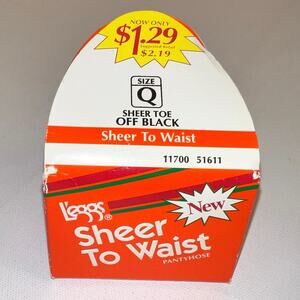 NOW ONLY
$1.29
Suggested Retail
$2.19
SIZE
Q
SHEER TOE
OFF BLACK
Sheer To Waist
11700 51611
L'eggs®
New
Sheer
To Waist
PANTYHOSE